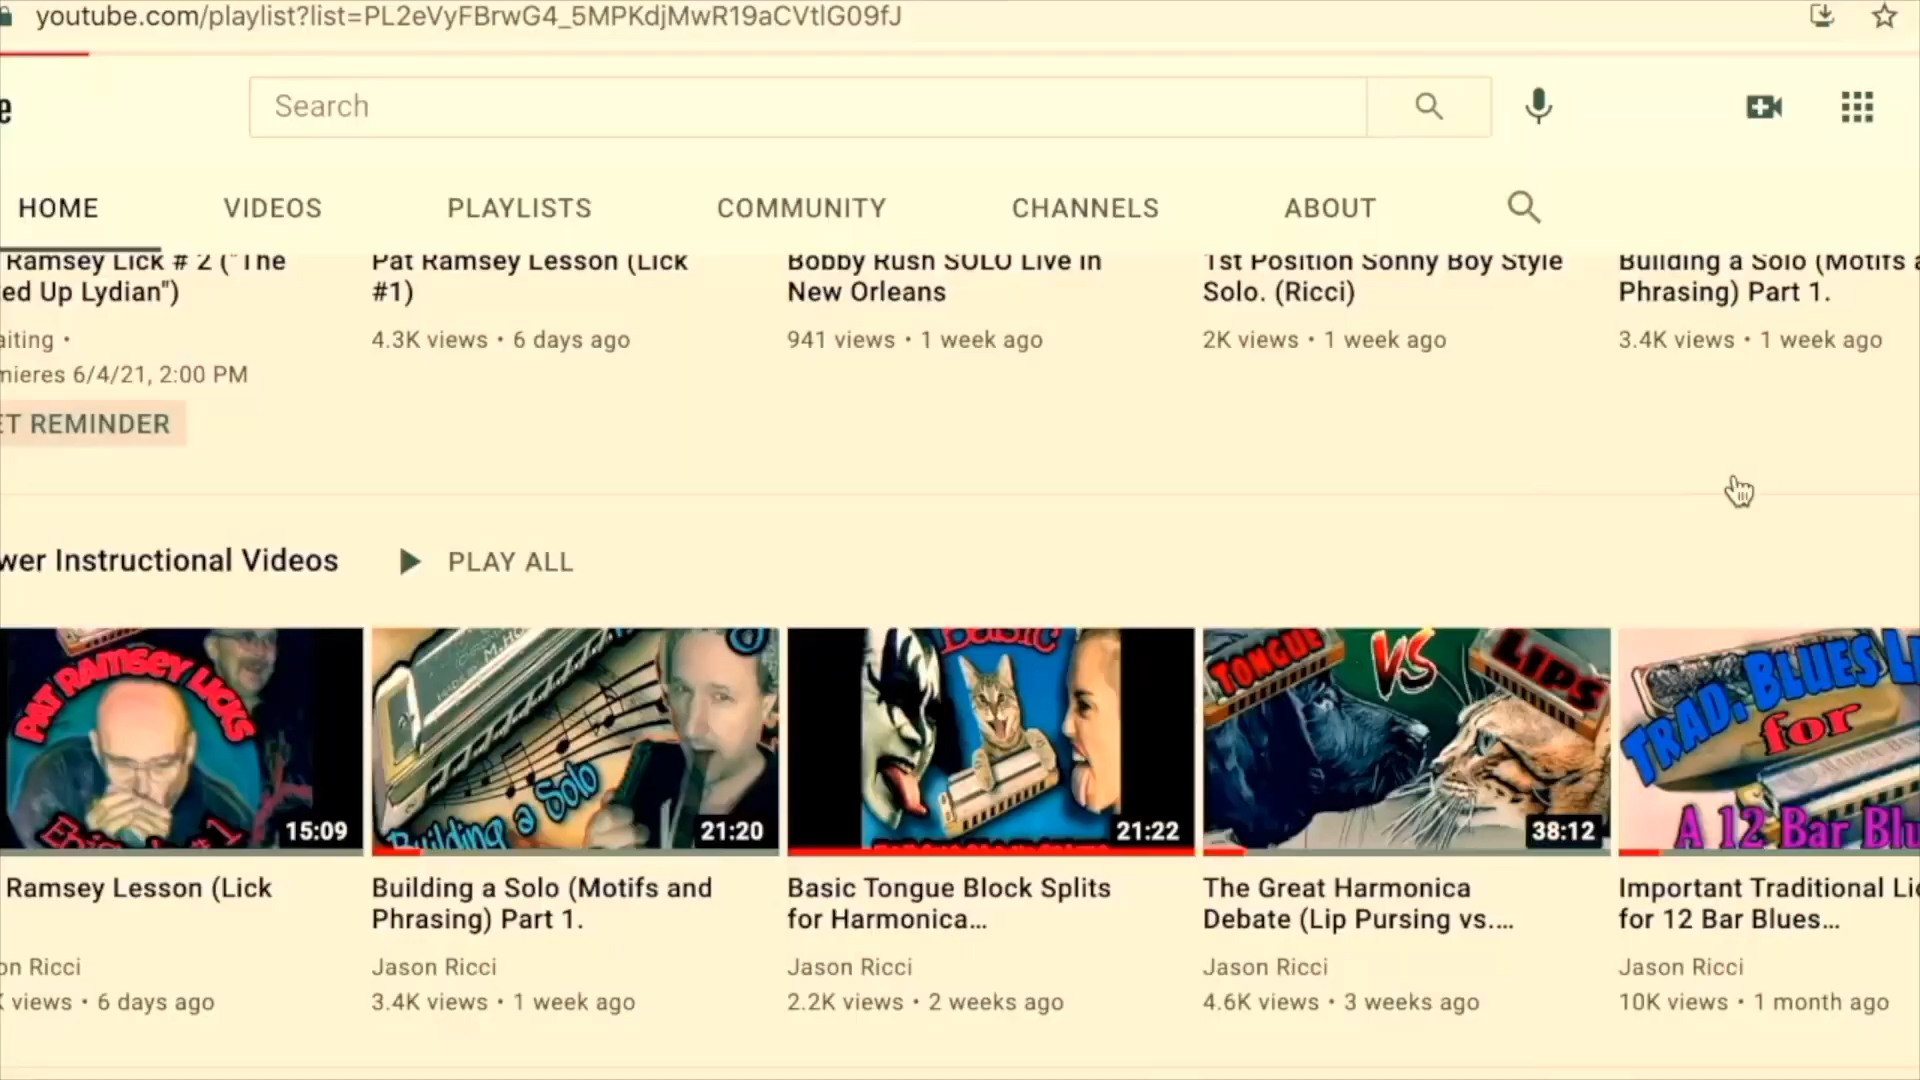 youtube.com/playlist?list=PL2eVyFBrwG4_5MPKdjMwR19aCVtlG09fJ
e
Search
HOME VIDEOS PLAYLISTS COMMUNITY CHANNELS ABOUT
Ramsey Lick # 2 ("The
ed Up Lydian")
aiting •
mieres 6/4/21, 2:00 PM
ET REMINDER
Pat Ramsey Lesson (Lick
#1)
4.3K views • 6 days ago
Bobby Rush SOLO Live in
New Orleans
941 views • 1 week ago
1st Position Sonny Boy Style
Solo. (Ricci)
2K views • 1 week ago
Building a Solo (Motifs a
Phrasing) Part 1.
3.4K views • 1 week ago
wer Instructional Videos PLAY ALL
PAT RAMSEY LICKS
15:09
Ramsey Lesson (Lick
on Ricci
views • 6 days ago
Building a Solo
21:20
Building a Solo (Motifs and
Phrasing) Part 1.
Jason Ricci
3.4K views • 1 week ago
BASIC
21:22
Basic Tongue Block Splits
for Harmonica...
Jason Ricci
2.2K views • 2 weeks ago
TONGUE VS LIPS
38:12
The Great Harmonica
Debate (Lip Pursing vs....
Jason Ricci
4.6K views • 3 weeks ago
TRAD. BLUES LI
for
A 12 Bar Blu
Important Traditional Lic
for 12 Bar Blues...
Jason Ricci
10K views • 1 month ago